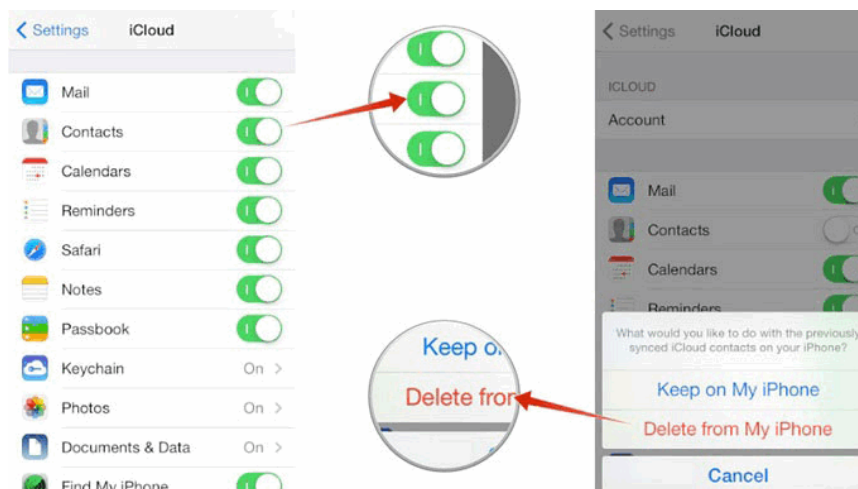 Settings iCloud
Mail
Contacts
Calendars
Reminders
Safari
Notes
Passbook
Keychain On
Photos On
Documents & Data On
Find My iPhone
Keep o
Delete from
Settings iCloud
ICLOUD
Account
Mail
Contacts
Calendars
Reminders
What would you like to do with the previously
synced iCloud contacts on your iPhone?
Keep on My iPhone
Delete from My iPhone
Cancel